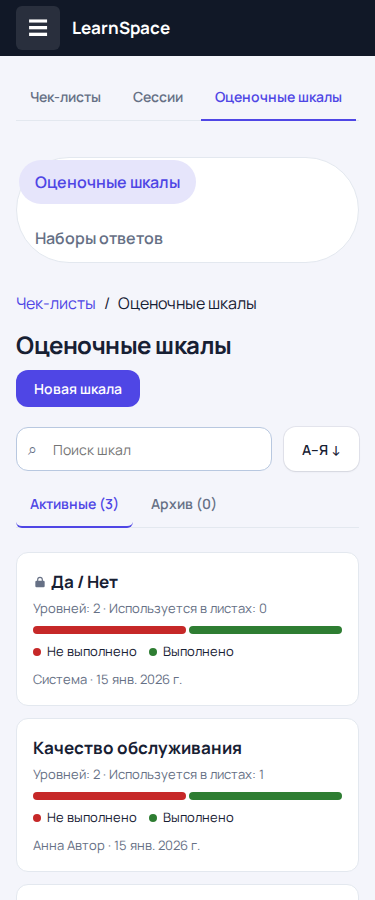 LearnSpace
Чек-листы Сессии Оценочные шкалы
Оценочные шкалы
Наборы ответов
Чек-листы / Оценочные шкалы
Оценочные шкалы
Новая шкала
Поиск шкал А–Я ↓
Активные (3) Архив (0)
Да / Нет
Уровней: 2 · Используется в листах: 0
Не выполнено Выполнено
Система · 15 янв. 2026 г.
Качество обслуживания
Уровней: 2 · Используется в листах: 1
Не выполнено Выполнено
Анна Автор · 15 янв. 2026 г.